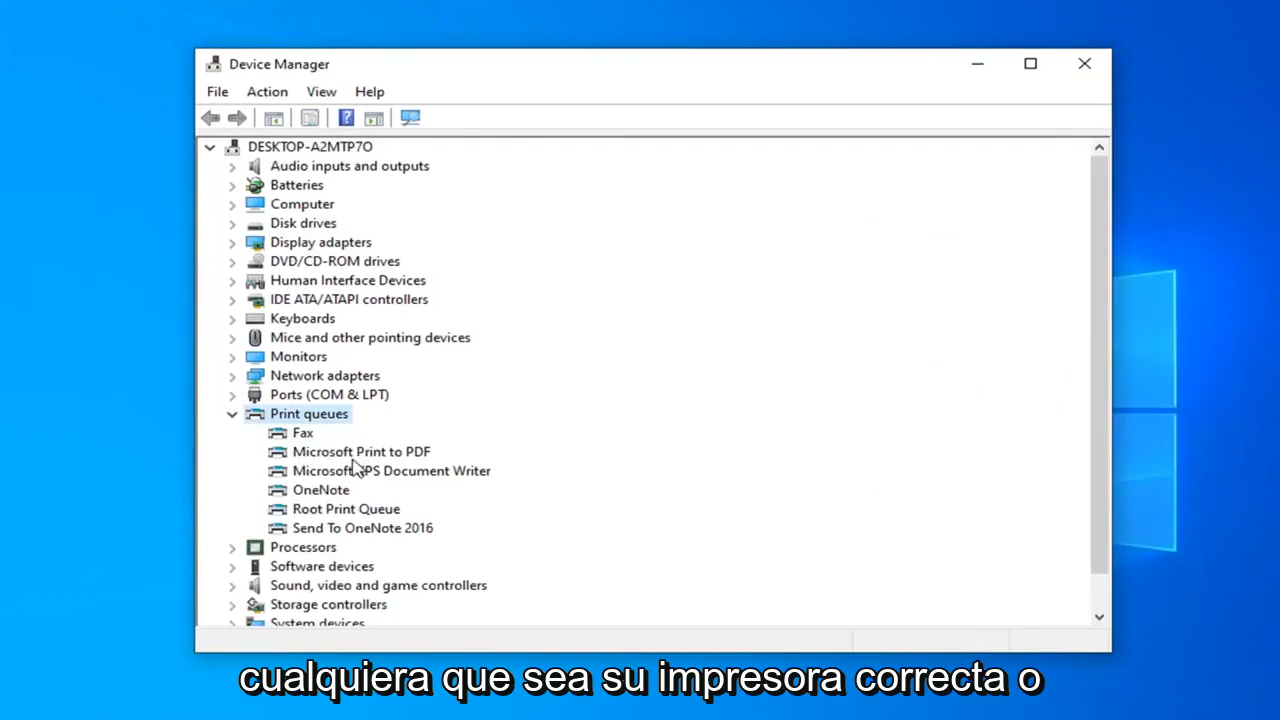 Device Manager
File Action View Help
DESKTOP-A2MTP7O
Audio inputs and outputs
Batteries
Computer
Disk drives
Display adapters
DVD/CD-ROM drives
Human Interface Devices
IDE ATA/ATAPI controllers
Keyboards
Mice and other pointing devices
Monitors
Network adapters
Ports (COM & LPT)
Print queues
Fax
Microsoft Print to PDF
Microsoft PS Document Writer
OneNote
Root Print Queue
Send To OneNote 2016
Processors
Software devices
Sound, video and game controllers
Storage controllers
System devices
cualquiera que sea su impresora correcta o